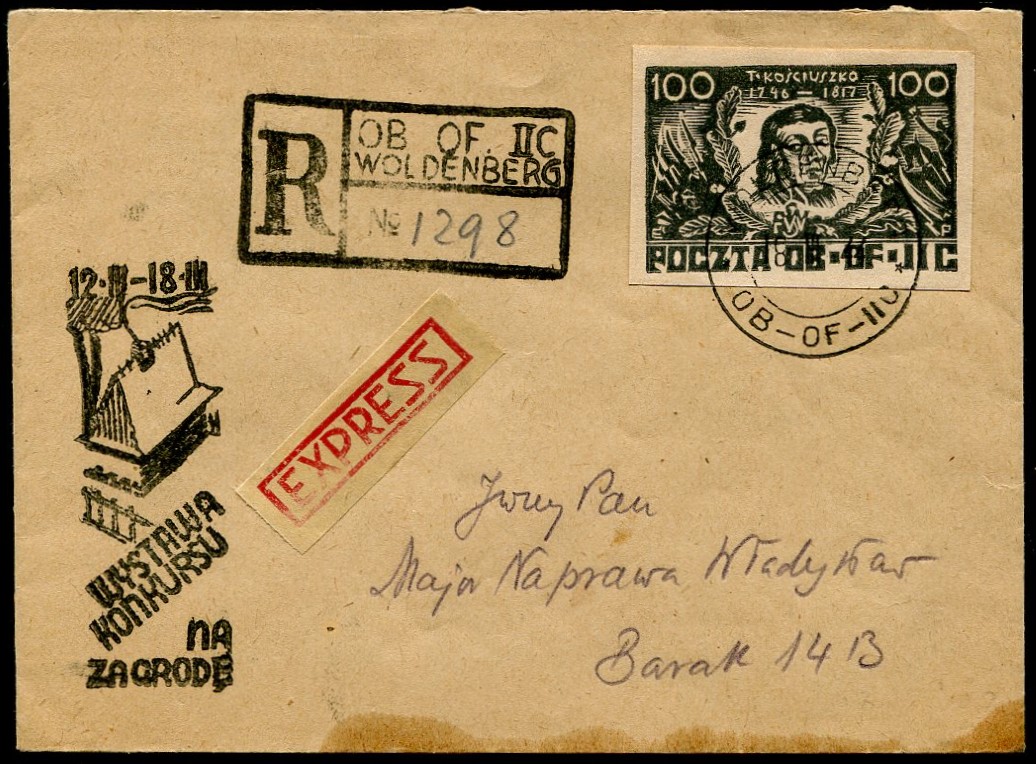 100 T·KOŚCIUSZKO 100
1746 — 1817
POCZTA OB-OF-IIC
OB-OF-IIC
R
OB OF. IIC
WOLDENBERG
No 1298
12·III-18·III
EXPRESS
WYSTAWA
KONKURSU
NA
ZAGRODĘ
Pan
Major Naprawa Władysław
Barak 14 B